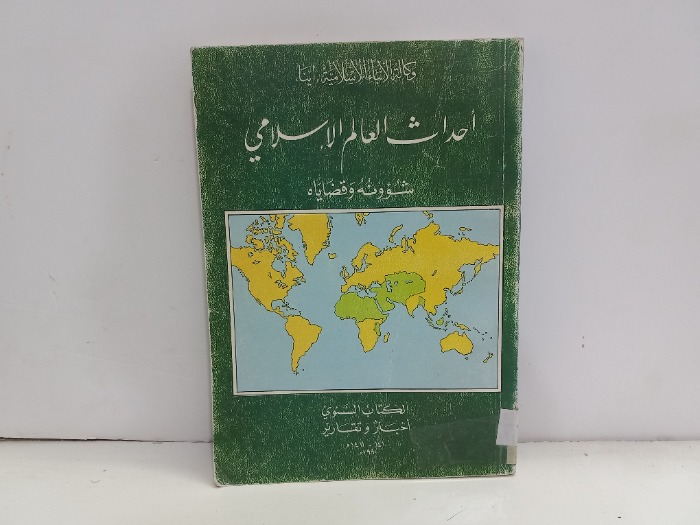 وكالة الأنباء الإسلامية، إينا
أحداث العالم الإسلامي
شؤونه وقضاياه
الكتاب السنوي
أخبار وتقارير